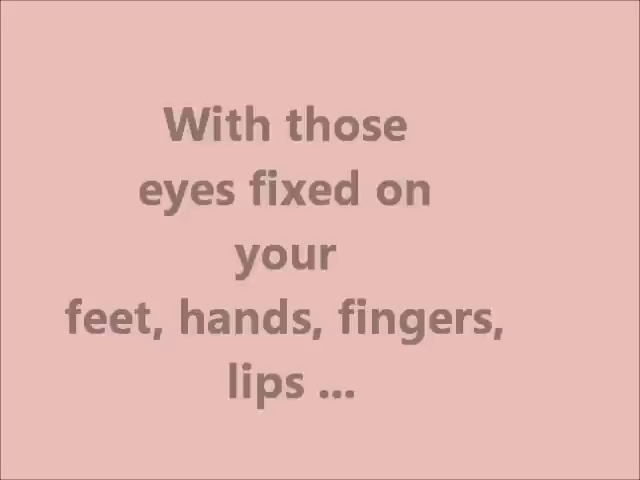 With those
eyes fixed on
your
feet, hands, fingers,
lips ...